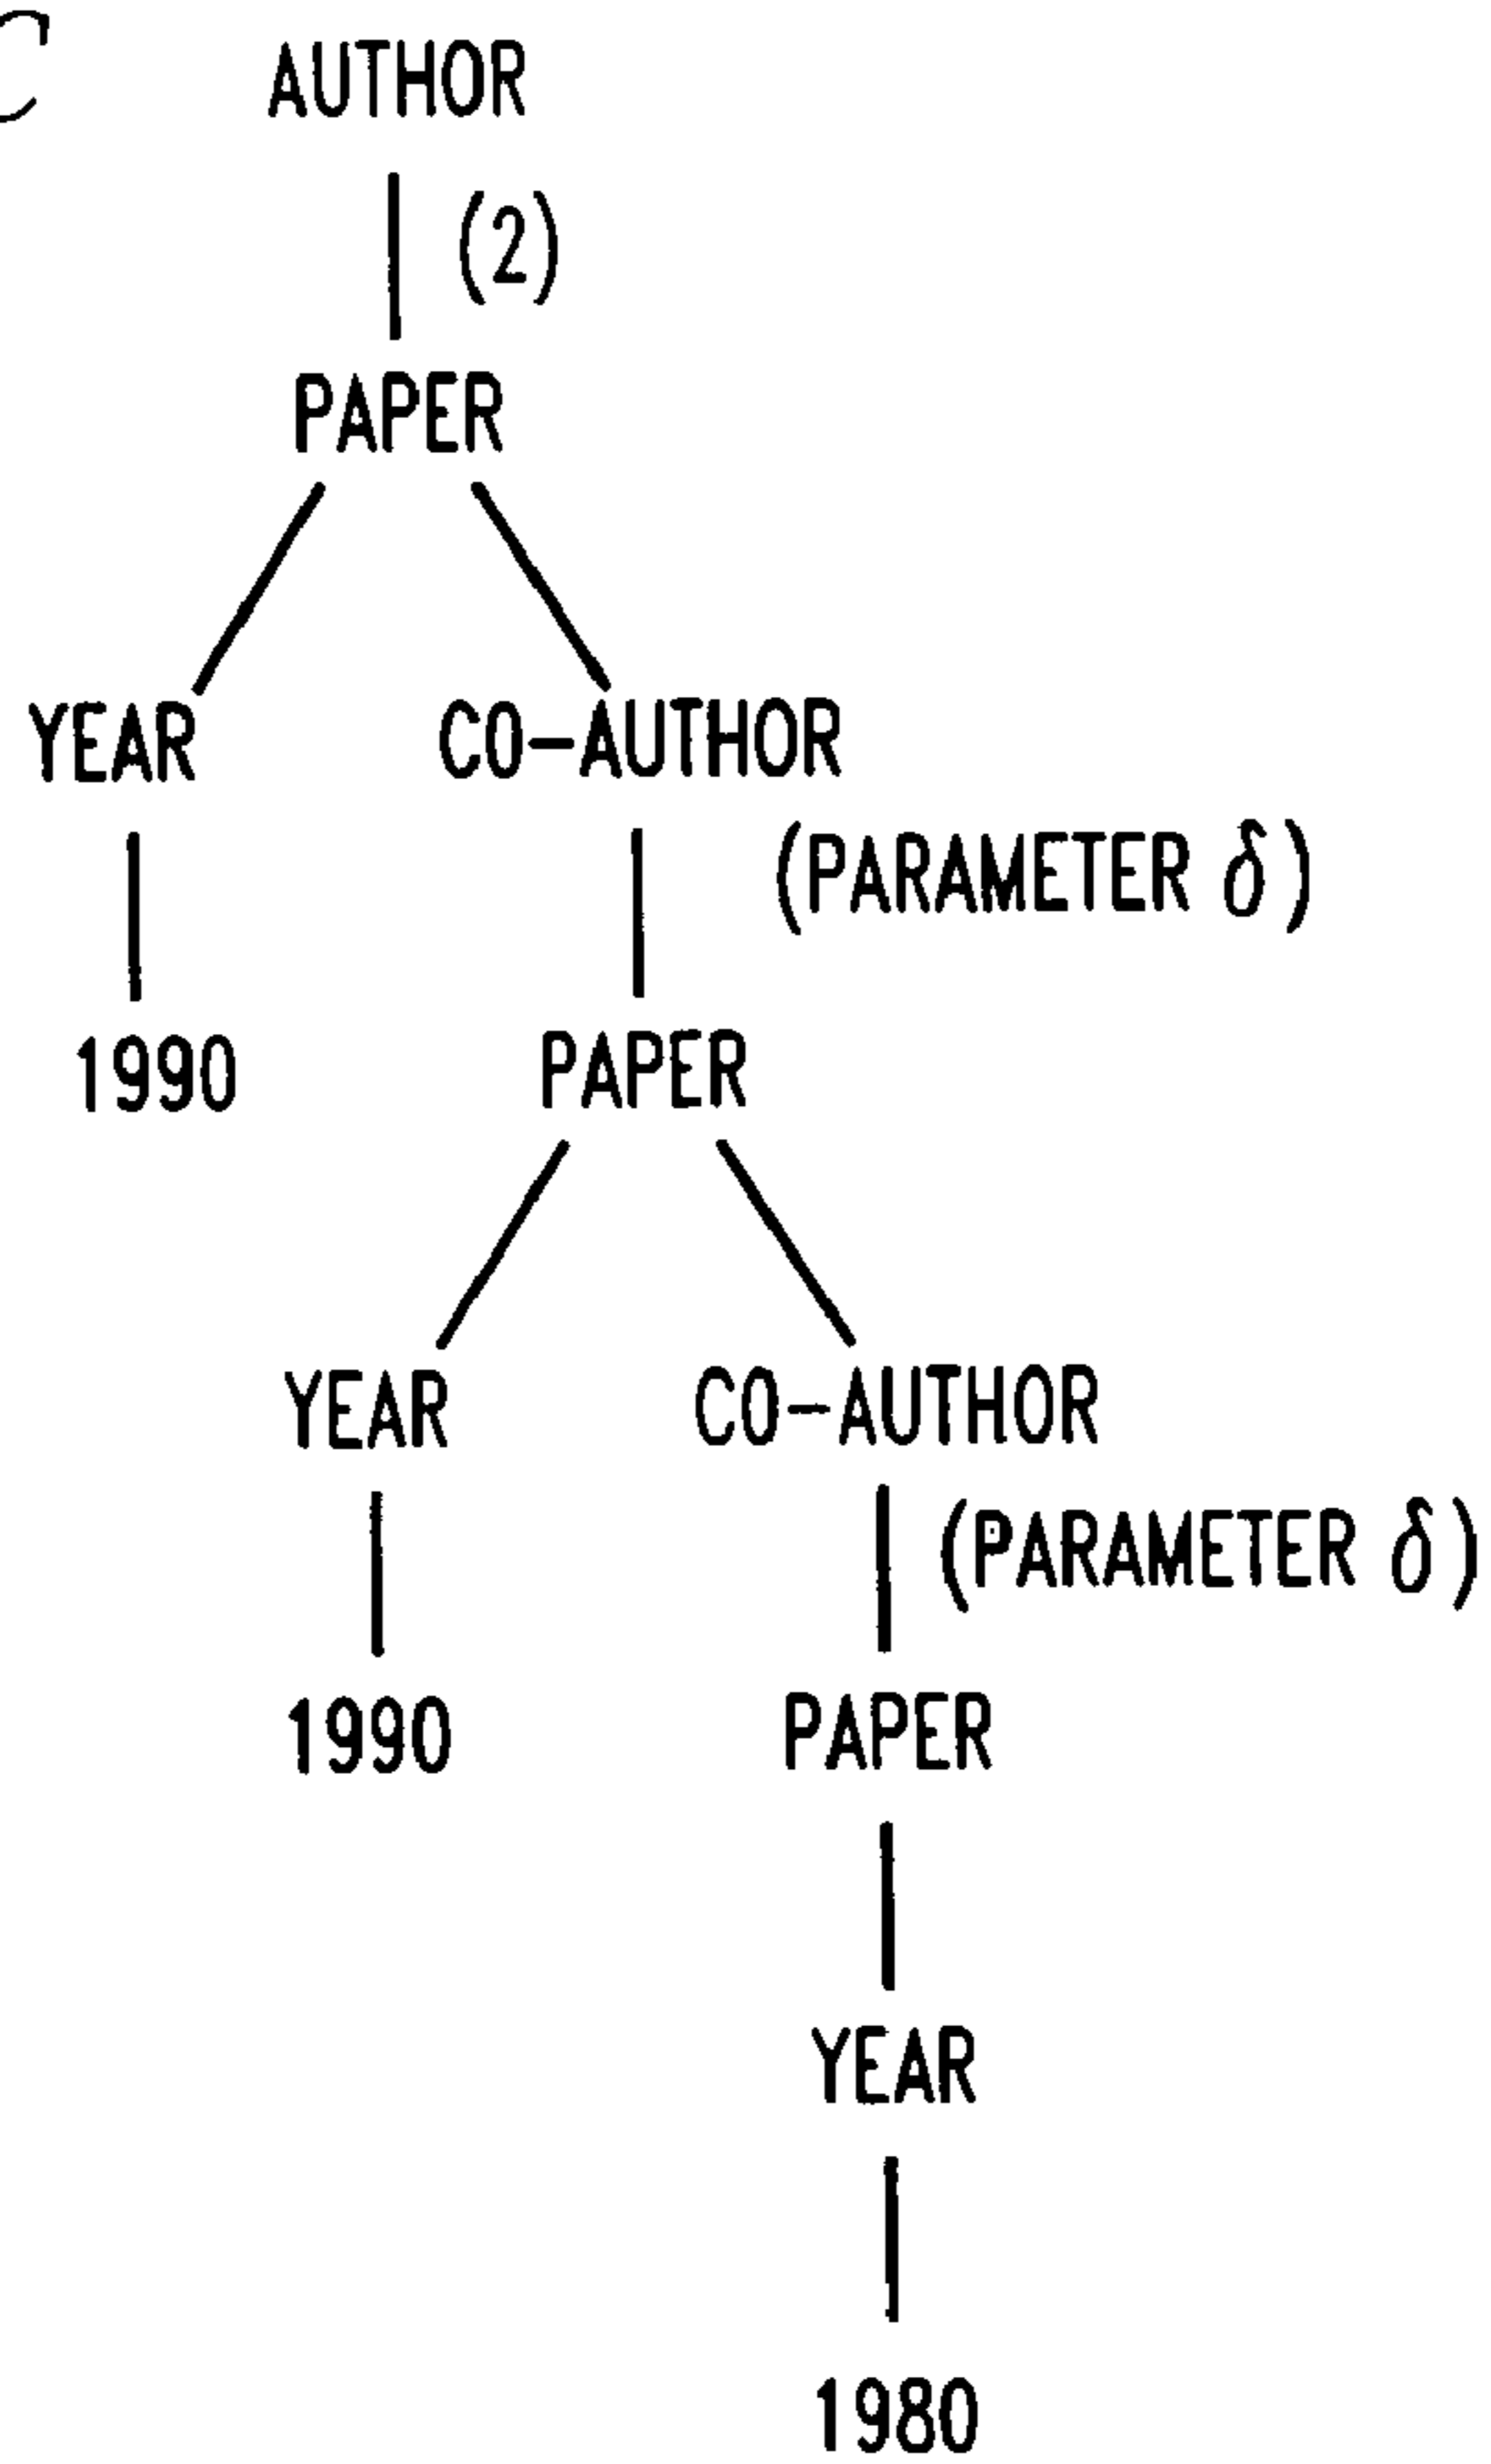 C
AUTHOR
(2)
PAPER
YEAR CO-AUTHOR
(PARAMETER δ)
1990 PAPER
YEAR CO-AUTHOR
(PARAMETER δ)
1990 PAPER
YEAR
1980